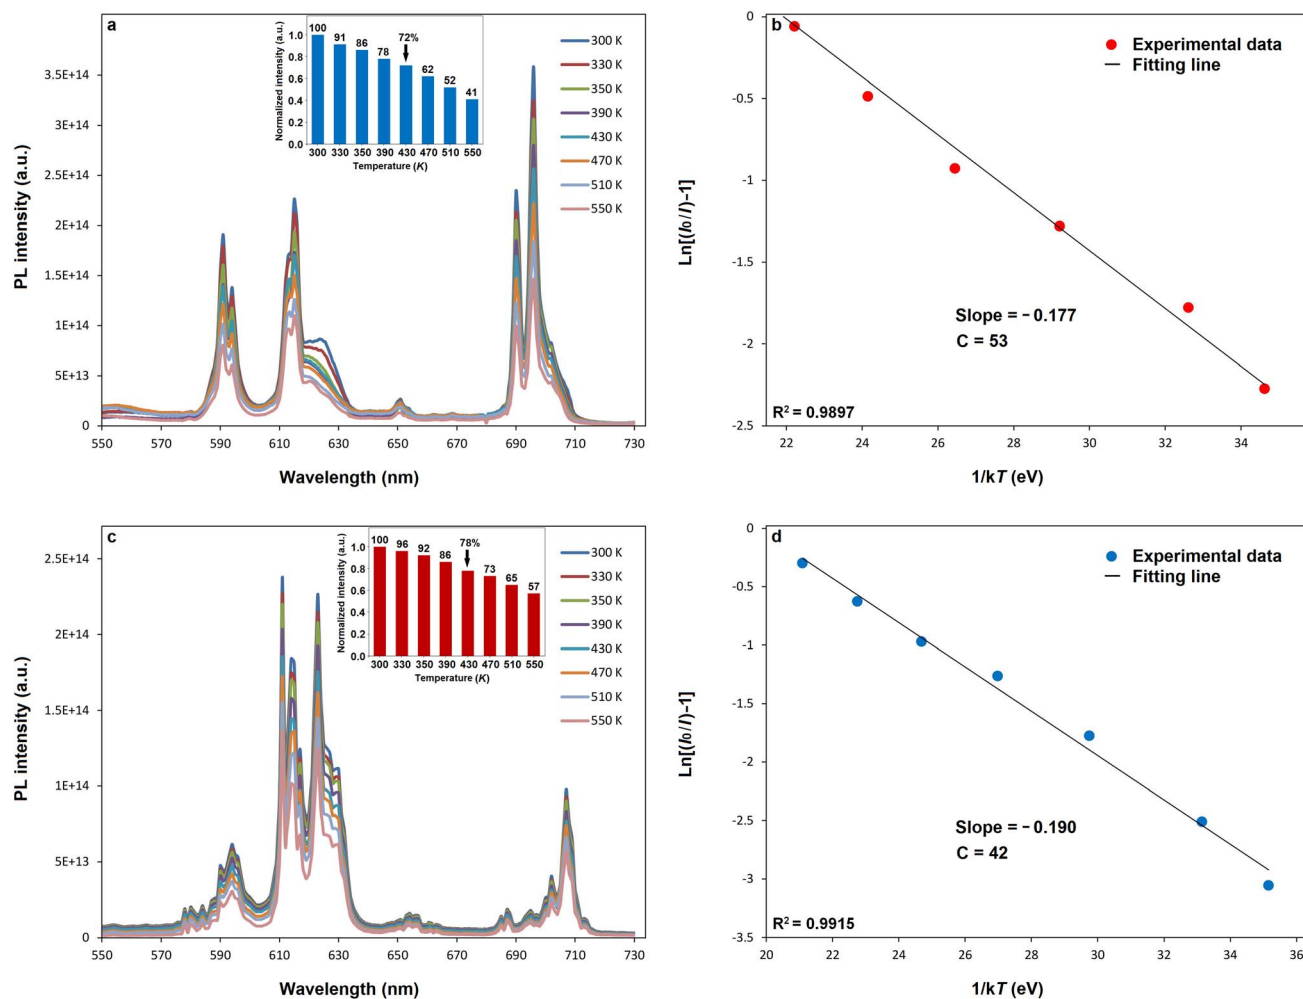 a
PL intensity (a.u.)
3.5E+14
3E+14
2.5E+14
2E+14
1.5E+14
1E+14
5E+13
0
550 570 590 610 630 650 670 690 710 730
Wavelength (nm)
Normalized intensity (a.u.)
1.0
0.8
0.6
0.4
0.2
0.0
100 91 86 78 72% 62 52 41
300 330 350 390 430 470 510 550
Temperature (K)
300 K
330 K
350 K
390 K
430 K
470 K
510 K
550 K
b
Ln[(I0/I)-1]
0
-0.5
-1
-1.5
-2
-2.5
Experimental data
Fitting line
Slope = −0.177
C = 53
R² = 0.9897
22 24 26 28 30 32 34
1/kT (eV)
c
PL intensity (a.u.)
2.5E+14
2E+14
1.5E+14
1E+14
5E+13
0
550 570 590 610 630 650 670 690 710 730
Wavelength (nm)
Normalized intensity (a.u.)
1.0
0.8
0.6
0.4
0.2
0.0
100 96 92 86 78% 73 65 57
300 330 350 390 430 470 510 550
Temperature (K)
300 K
330 K
350 K
390 K
430 K
470 K
510 K
550 K
d
Ln[(I0/I)-1]
0
-0.5
-1
-1.5
-2
-2.5
-3
-3.5
Experimental data
Fitting line
Slope = −0.190
C = 42
R² = 0.9915
20 22 24 26 28 30 32 34 36
1/kT (eV)